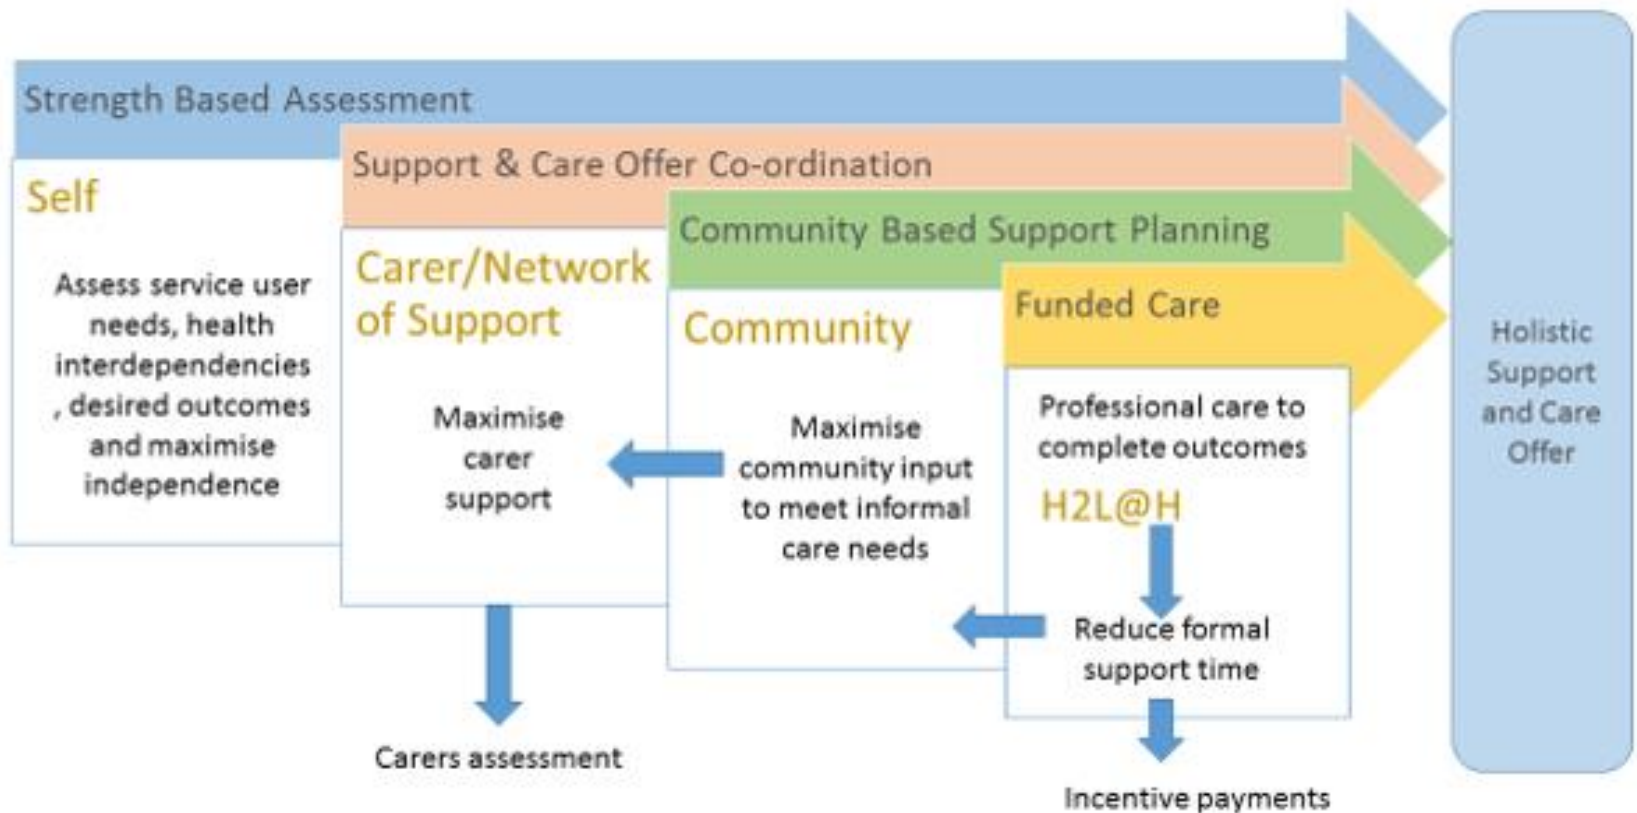 Strength Based Assessment
Support & Care Offer Co-ordination
Community Based Support Planning
Funded Care
Self
Assess service user
needs, health
interdependencies
, desired outcomes
and maximise
independence
Carer/Network
of Support
Maximise
carer
support
Carers assessment
Community
Maximise
community input
to meet informal
care needs
Professional care to
complete outcomes
H2L@H
Reduce formal
support time
Incentive payments
Holistic
Support
and Care
Offer